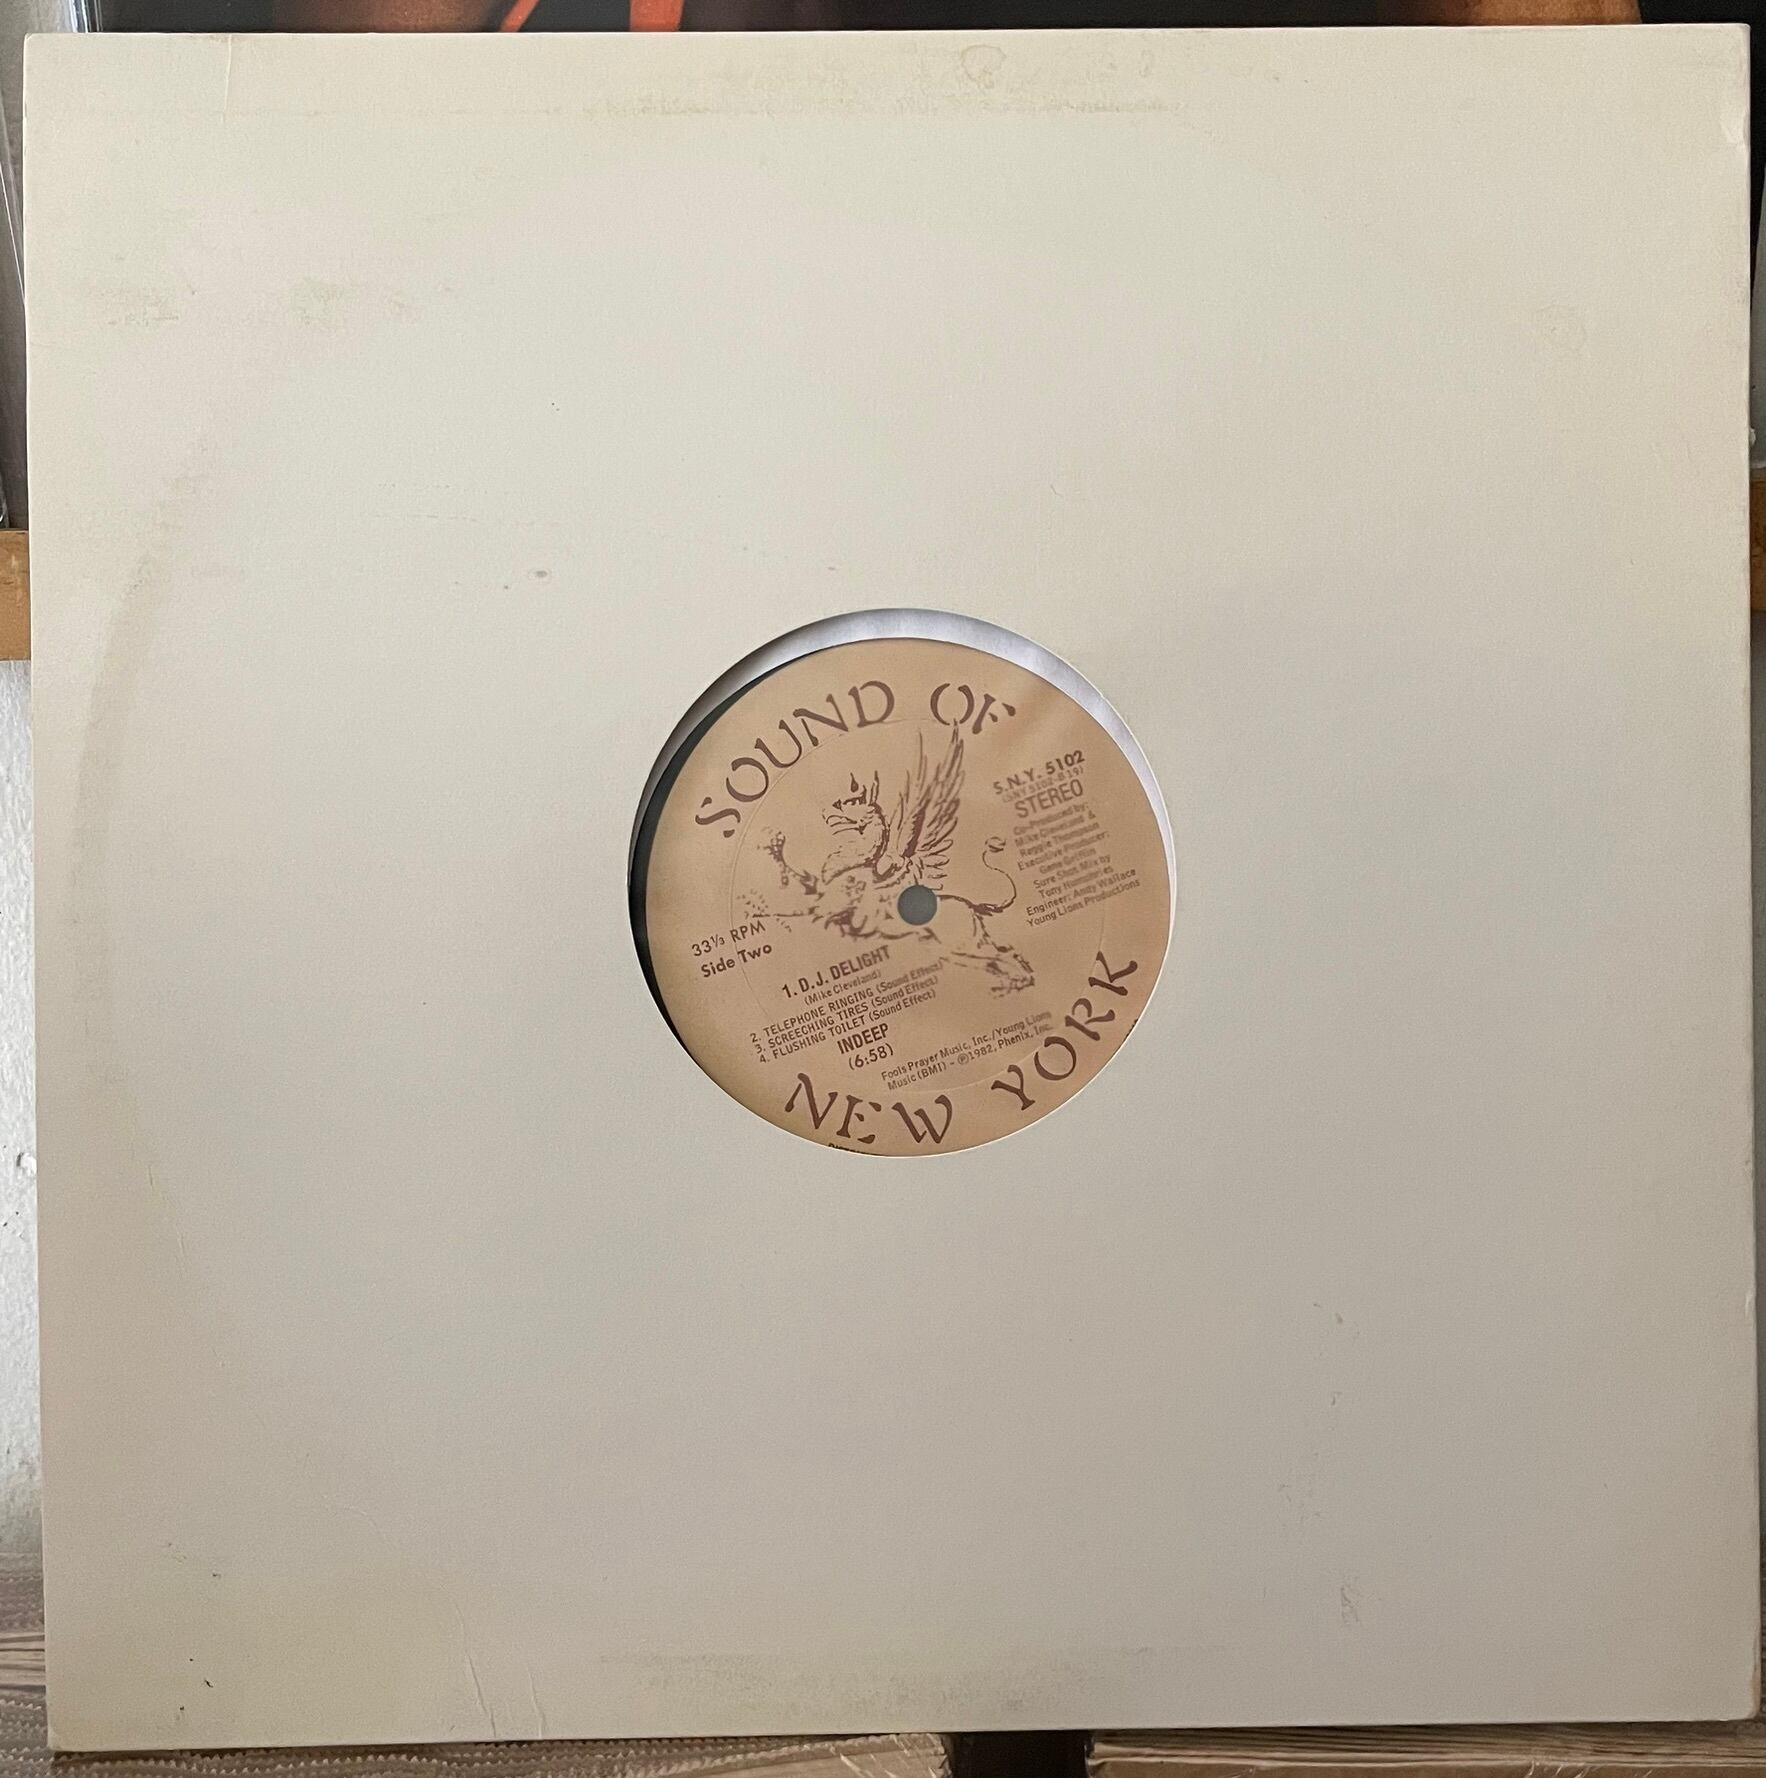 SOUND OF
S.N.Y. 5102
(SNY 5102-B 19)
STEREO
Co-Produced by:
Mike Cleveland &
Reggie Thompson
Executive Producer:
Gene Griffin
Sure Shot Mix by
Tony Humphries
Engineer: Andy Wallace
Young Lions Productions
33⅓ RPM
Side Two
1. D.J. DELIGHT
(Mike Cleveland)
2. TELEPHONE RINGING (Sound Effect)
3. SCREECHING TIRES (Sound Effect)
4. FLUSHING TOILET (Sound Effect)
INDEEP
(6:58)
Fools Prayer Music, Inc./Young Lions
Music (BMI) - ℗1982, Phenix, Inc.
NEW YORK